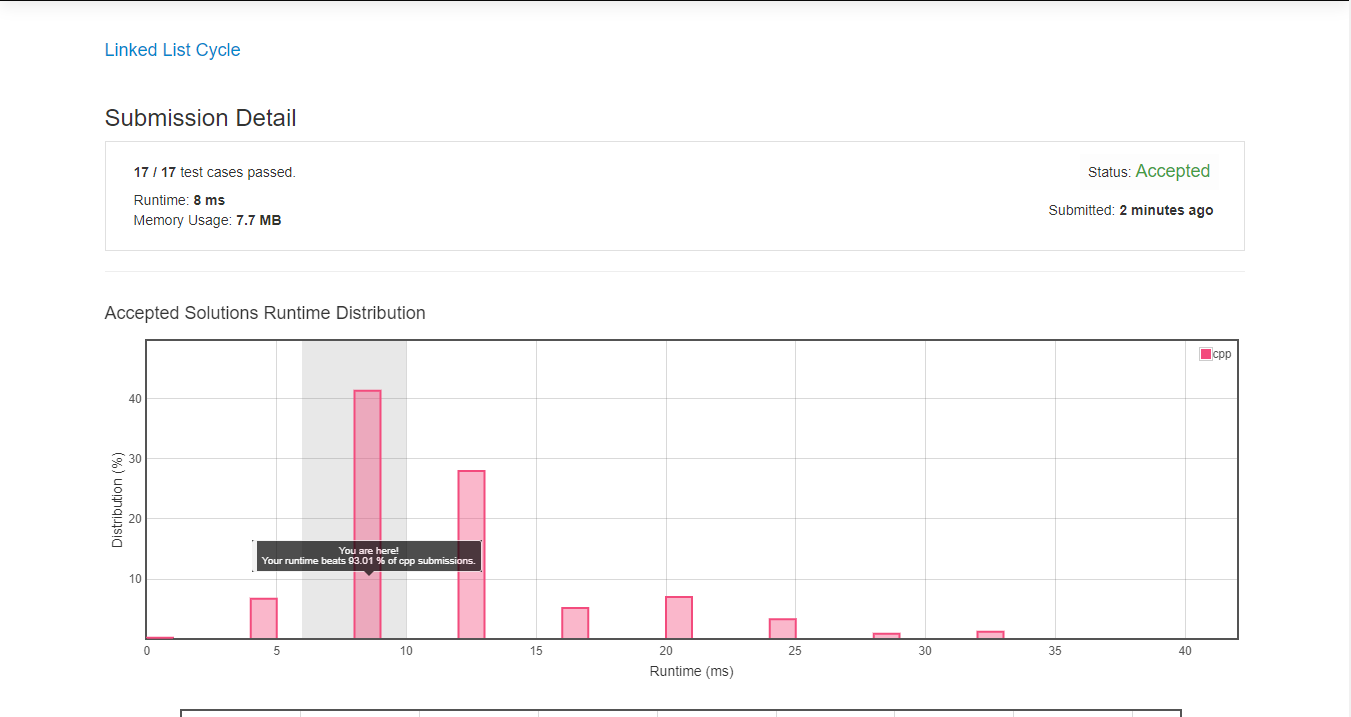 Linked List Cycle
Submission Detail
17 / 17 test cases passed.
Status: Accepted
Runtime: 8 ms
Memory Usage: 7.7 MB
Submitted: 2 minutes ago
Accepted Solutions Runtime Distribution
cpp
Distribution (%)
40
30
20
10
You are here!
Your runtime beats 93.01 % of cpp submissions.
0 5 10 15 20 25 30 35 40
Runtime (ms)